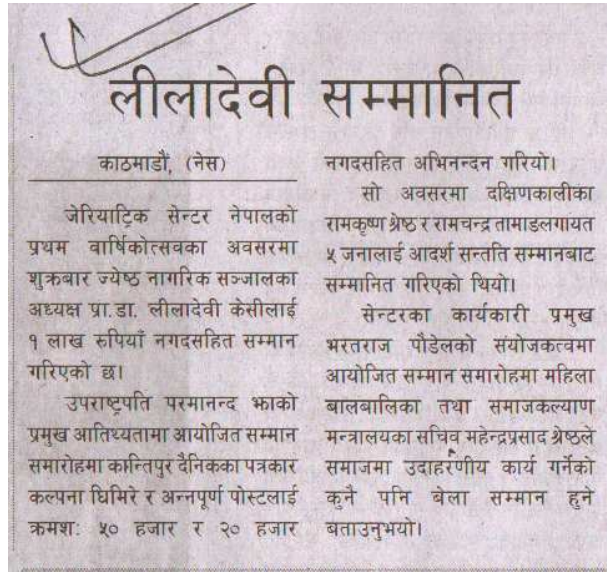 लीलादेवी सम्मानित
काठमाडौं, (नेस)
जेरियाट्रिक सेन्टर नेपालको
प्रथम वार्षिकोत्सवका अवसरमा
शुक्रबार ज्येष्ठ नागरिक सञ्जालका
अध्यक्ष प्रा.डा. लीलादेवी केसीलाई
१ लाख रुपियाँ नगदसहित सम्मान
गरिएको छ।
उपराष्ट्रपति परमानन्द झाको
प्रमुख आतिथ्यतामा आयोजित सम्मान
समारोहमा कान्तिपुर दैनिकका पत्रकार
कल्पना घिमिरे र अन्नपूर्ण पोस्टलाई
क्रमश: ५० हजार र २० हजार
नगदसहित अभिनन्दन गरियो।
सो अवसरमा दक्षिणकालीका
रामकृष्ण श्रेष्ठ र रामचन्द्र तामाङलगायत
५ जनालाई आदर्श सन्तति सम्मानबाट
सम्मानित गरिएको थियो।
सेन्टरका कार्यकारी प्रमुख
भरतराज पौडेलको संयोजकत्वमा
आयोजित सम्मान समारोहमा महिला
बालबालिका तथा समाजकल्याण
मन्त्रालयका सचिव महेन्द्रप्रसाद श्रेष्ठले
समाजमा उदाहरणीय कार्य गर्नेको
कुनै पनि बेला सम्मान हुने
बताउनुभयो।